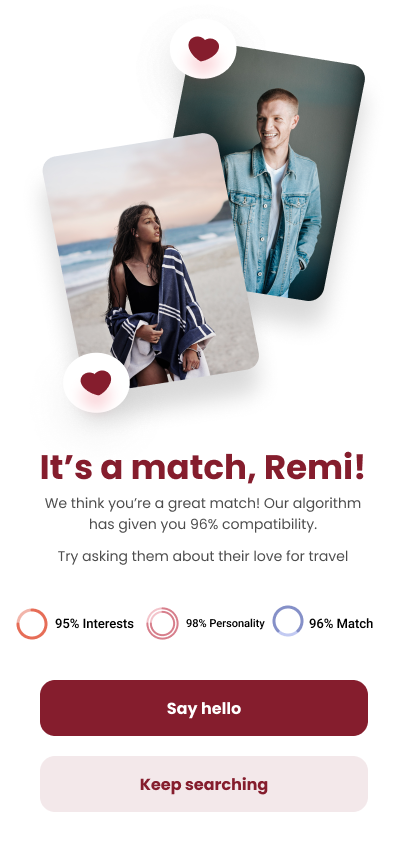 It’s a match, Remi!
We think you’re a great match! Our algorithm
has given you 96% compatibility.
Try asking them about their love for travel
95% Interests 98% Personality 96% Match
Say hello
Keep searching